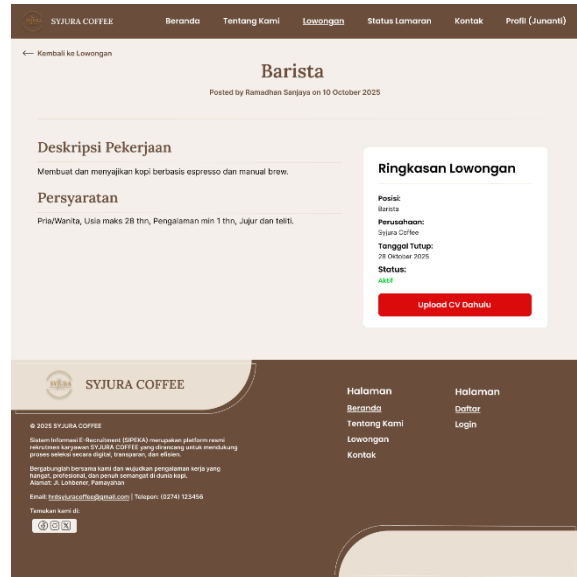 SYJURA COFFEE
Beranda
Tentang Kami
Lowongan
Status Lamaran
Kontak
Profil (Junanti)
Kembali ke Lowongan
Barista
Posted by Ramadhan Sanjaya on 10 October 2025
Deskripsi Pekerjaan
Membuat dan menyajikan kopi berbasis espresso dan manual brew.
Persyaratan
Pria/Wanita, Usia maks 28 thn, Pengalaman min 1 thn, Jujur dan teliti.
Ringkasan Lowongan
Posisi:
Barista
Perusahaan:
Syjura Coffee
Tanggal Tutup:
28 Oktober 2025
Status:
Aktif
Upload CV Dahulu
SYJURA
SYJURA COFFEE
© 2025 SYJURA COFFEE
Sistem Informasi E-Recruitment (SIPEKA) merupakan platform resmi
rekrutmen karyawan SYJURA COFFEE yang dirancang untuk mendukung
proses seleksi secara digital, transparan, dan efisien.
Bergabunglah bersama kami dan wujudkan pengalaman kerja yang
hangat, profesional, dan penuh semangat di dunia kopi.
Alamat: Jl. Lohbener, Pamayahan
Email: hrdsyjuracoffee@gmail.com | Telepon: (0274) 123456
Temukan kami di:
Halaman
Beranda
Tentang Kami
Lowongan
Kontak
Halaman
Daftar
Login